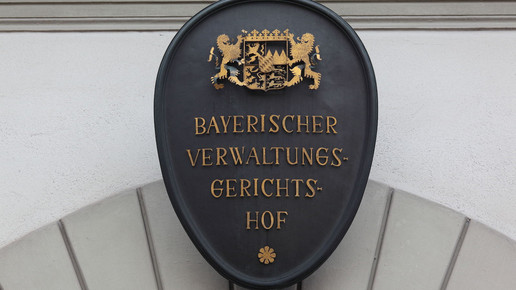 BAYERISCHER
VERWALTUNGS-
GERICHTS-
HOF